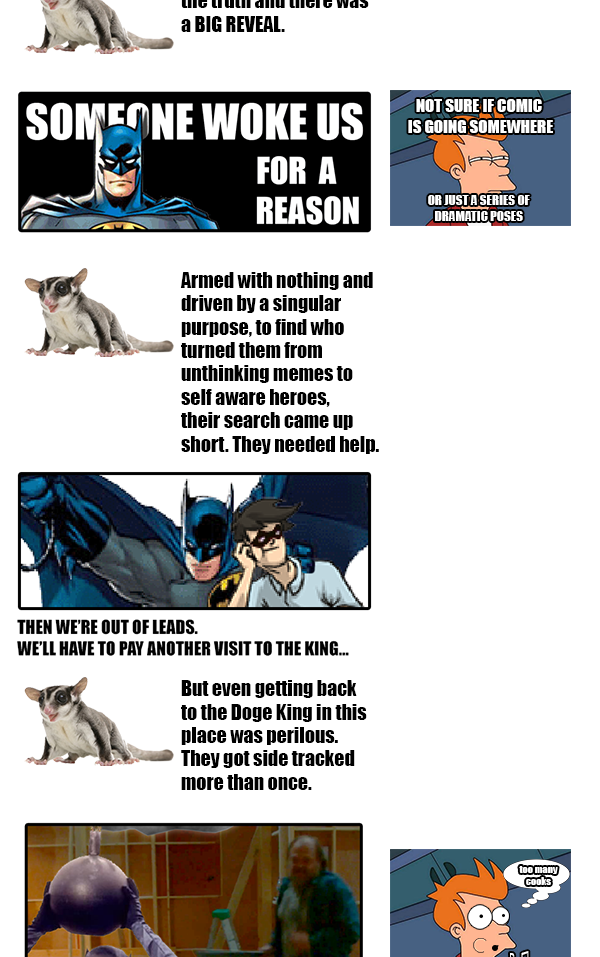 the truth and there was
a BIG REVEAL.
SOMEONE WOKE US
FOR A
REASON
NOT SURE IF COMIC
IS GOING SOMEWHERE
OR JUST A SERIES OF
DRAMATIC POSES
Armed with nothing and
driven by a singular
purpose, to find who
turned them from
unthinking memes to
self aware heroes,
their search came up
short. They needed help.
THEN WE'RE OUT OF LEADS.
WE'LL HAVE TO PAY ANOTHER VISIT TO THE KING...
But even getting back
to the Doge King in this
place was perilous.
They got side tracked
more than once.
too many
cooks